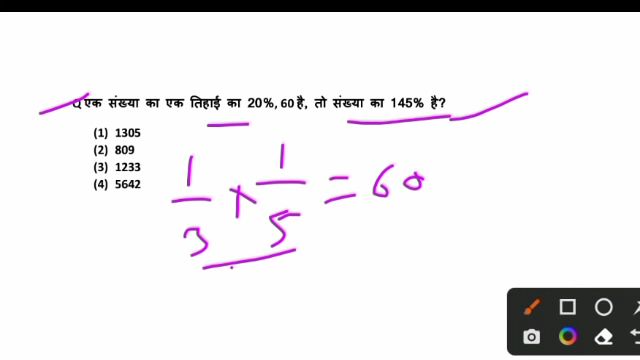 Q एक संख्या का एक तिहाई का 20%, 60 है, तो संख्या का 145% है?
(1) 1305
(2) 809
(3) 1233
(4) 5642
1/3 × 1/5 = 60